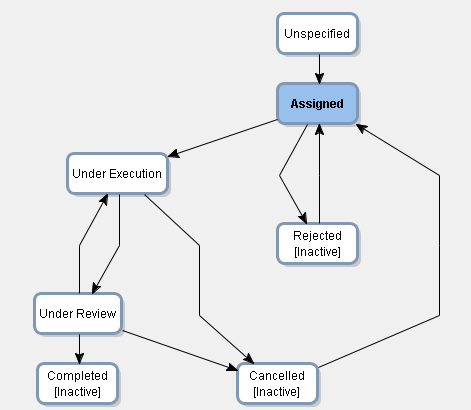 Unspecified
Assigned
Under Execution
Rejected
[Inactive]
Under Review
Completed
[Inactive]
Cancelled
[Inactive]